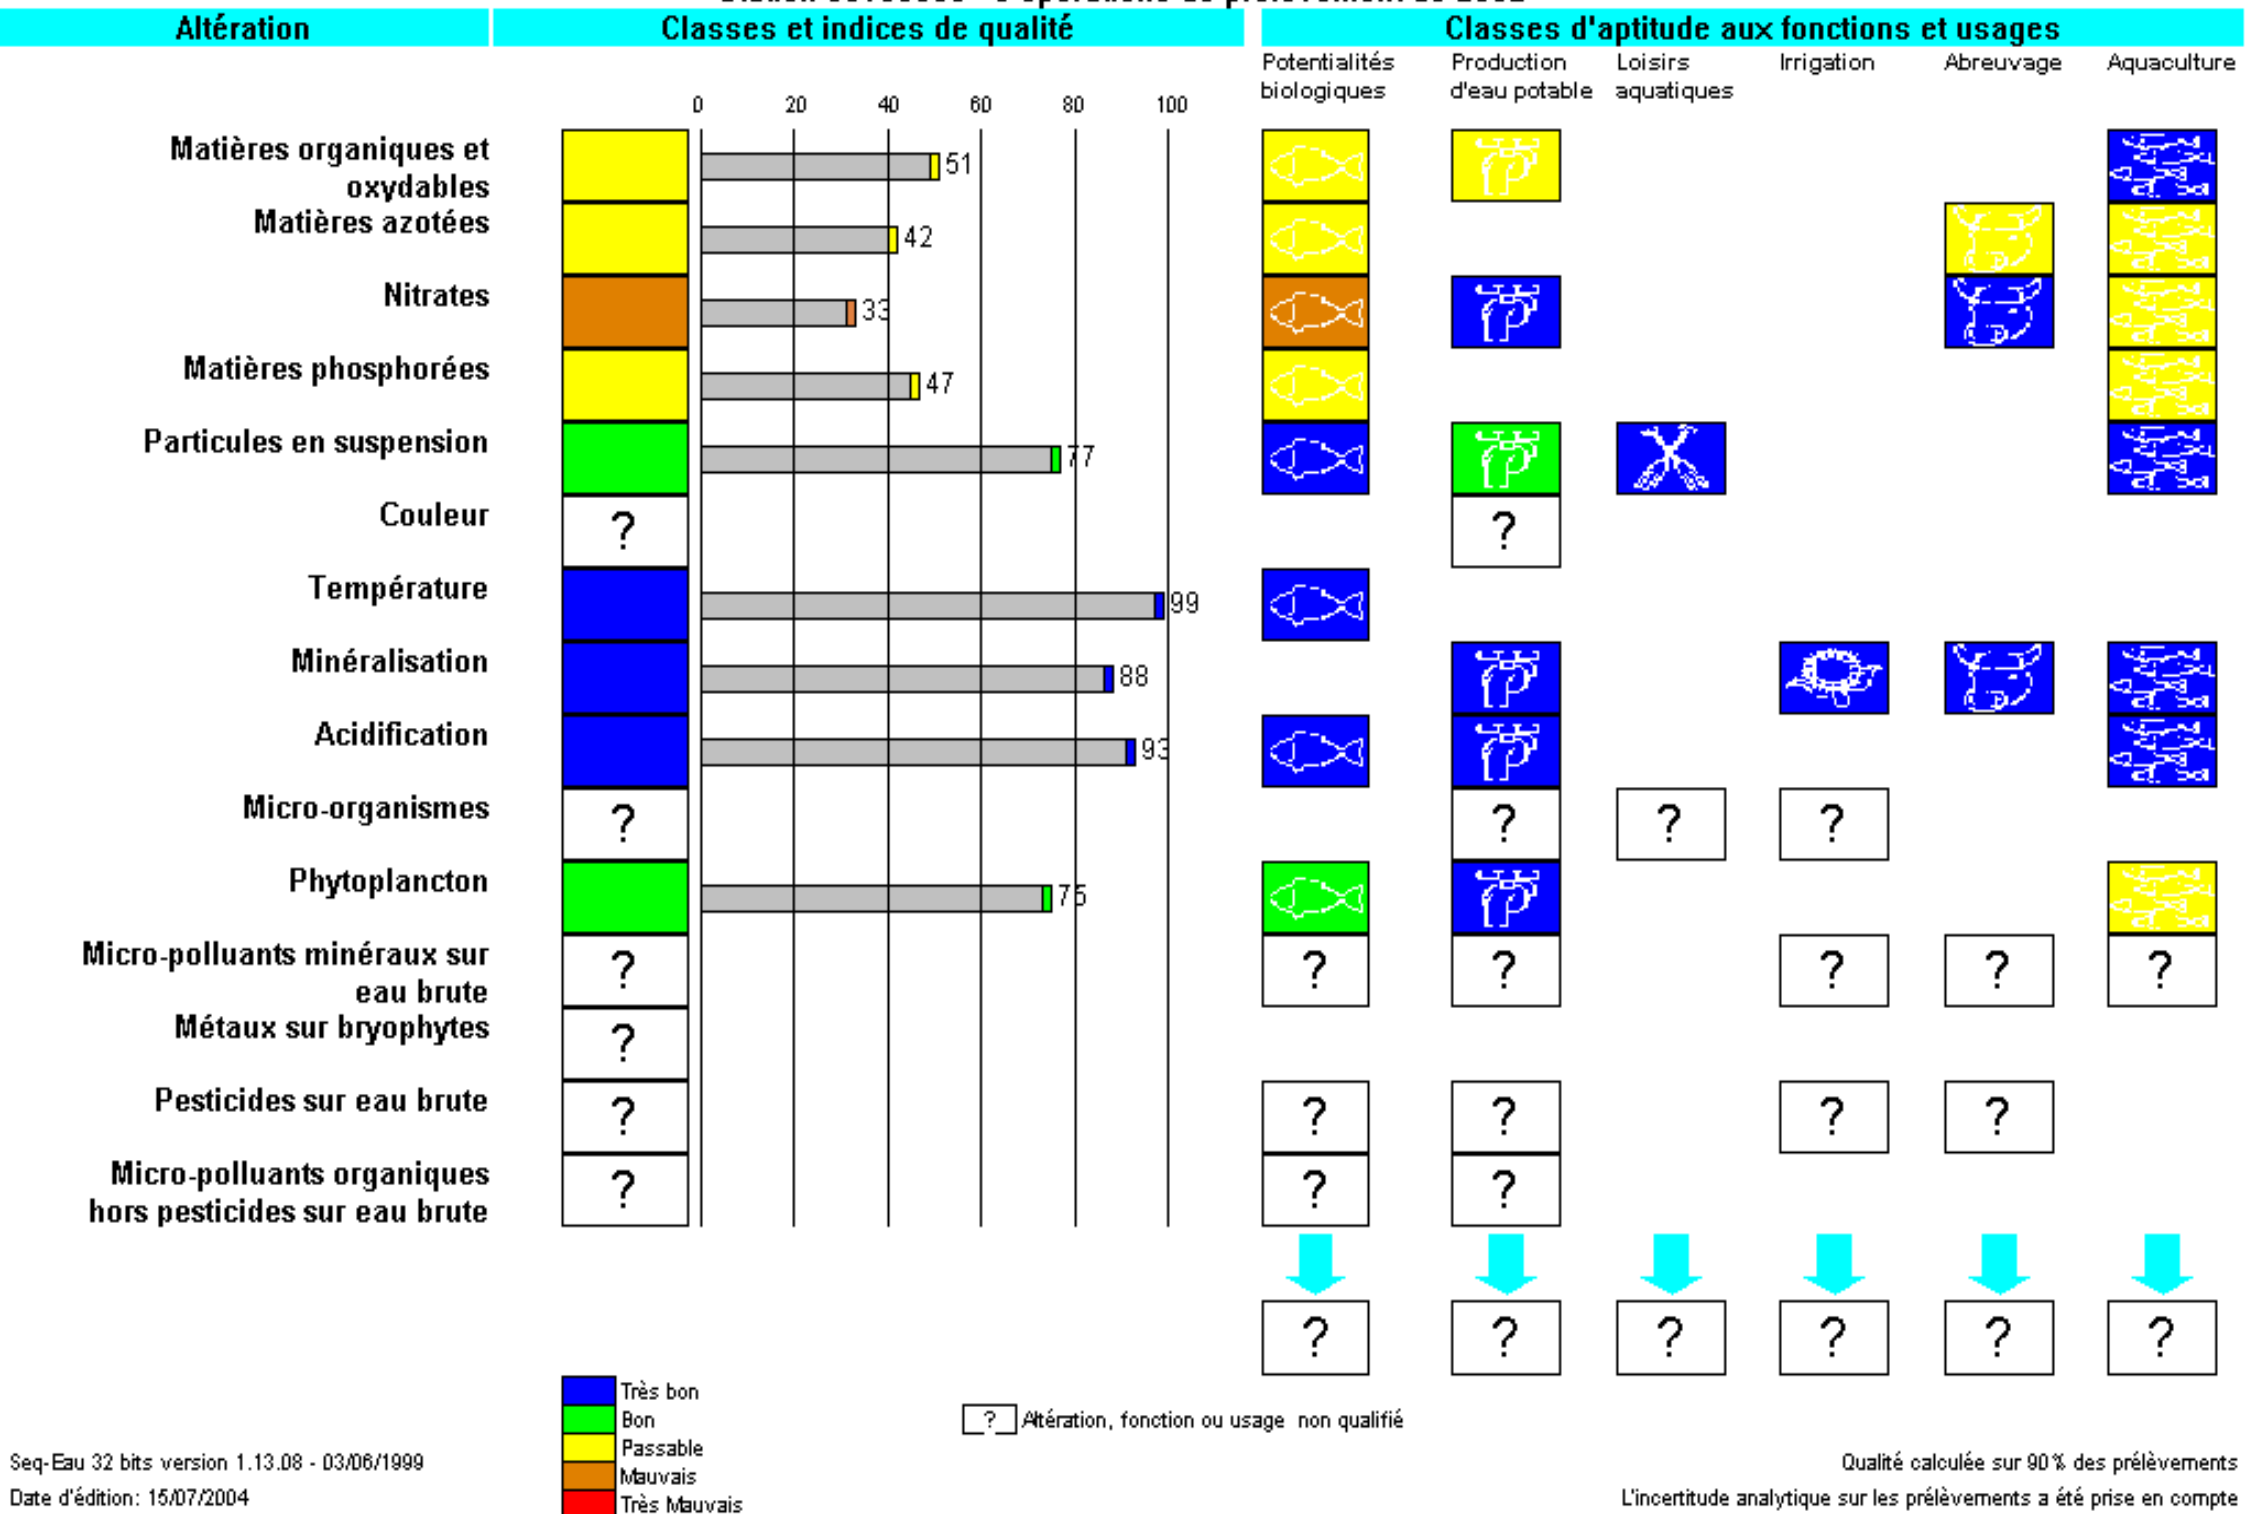 Altération
Classes et indices de qualité
Classes d'aptitude aux fonctions et usages
Potentialités biologiques
Production d'eau potable
Loisirs aquatiques
Irrigation
Abreuvage
Aquaculture
0 20 40 60 80 100
Matières organiques et
oxydables
51
Matières azotées
42
Nitrates
33
Matières phosphorées
47
Particules en suspension
77
Couleur
? ?
Température
99
Minéralisation
88
Acidification
93
Micro-organismes
? ? ? ?
Phytoplancton
75
Micro-polluants minéraux sur
eau brute
? ? ? ? ? ?
Métaux sur bryophytes
?
Pesticides sur eau brute
? ? ? ? ?
Micro-polluants organiques
hors pesticides sur eau brute
? ? ?
? ? ? ? ? ?
Très bon
Bon
Passable
Mauvais
Très Mauvais
? Altération, fonction ou usage non qualifié
Seq-Eau 32 bits version 1.13.08 - 03/06/1999
Date d'édition: 15/07/2004
Qualité calculée sur 90% des prélèvements
L'incertitude analytique sur les prélèvements a été prise en compte